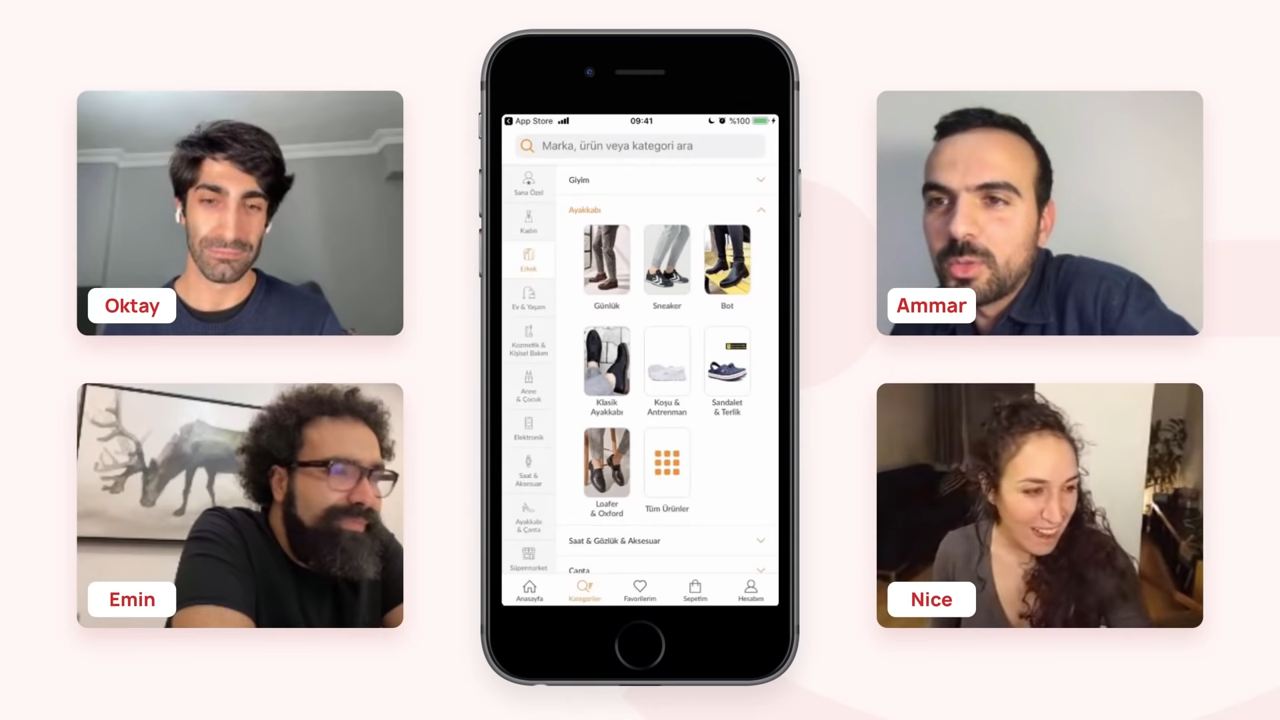 Oktay
Emin
App Store
09:41
%100
Marka, ürün veya kategori ara
Sana Özel
Kadın
Erkek
Ev & Yaşam
Kozmetik &
Kişisel Bakım
Anne
& Çocuk
Elektronik
Saat &
Aksesuar
Ayakkabı
& Çanta
Süpermarket
Giyim
Ayakkabı
Günlük
Sneaker
Bot
Klasik
Ayakkabı
Koşu &
Antrenman
Sandalet
& Terlik
Loafer
& Oxford
Tüm Ürünler
Saat & Gözlük & Aksesuar
Çanta
Anasayfa
Kategoriler
Favorilerim
Sepetim
Hesabım
Ammar
Nice